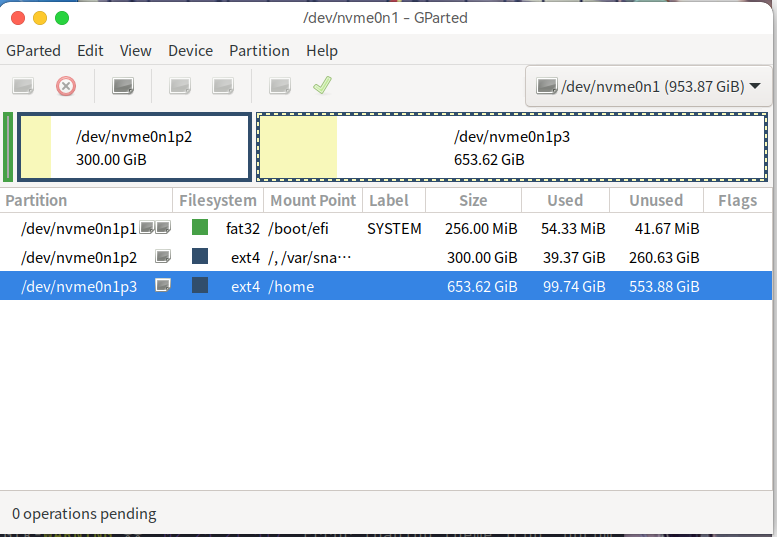 /dev/nvme0n1 - GParted
GParted Edit View Device Partition Help
/dev/nvme0n1 (953.87 GiB)
/dev/nvme0n1p2
300.00 GiB
/dev/nvme0n1p3
653.62 GiB
Partition Filesystem Mount Point Label Size Used Unused Flags
/dev/nvme0n1p1 fat32 /boot/efi SYSTEM 256.00 MiB 54.33 MiB 41.67 MiB
/dev/nvme0n1p2 ext4 /, /var/sna··· 300.00 GiB 39.37 GiB 260.63 GiB
/dev/nvme0n1p3 ext4 /home 653.62 GiB 99.74 GiB 553.88 GiB
0 operations pending